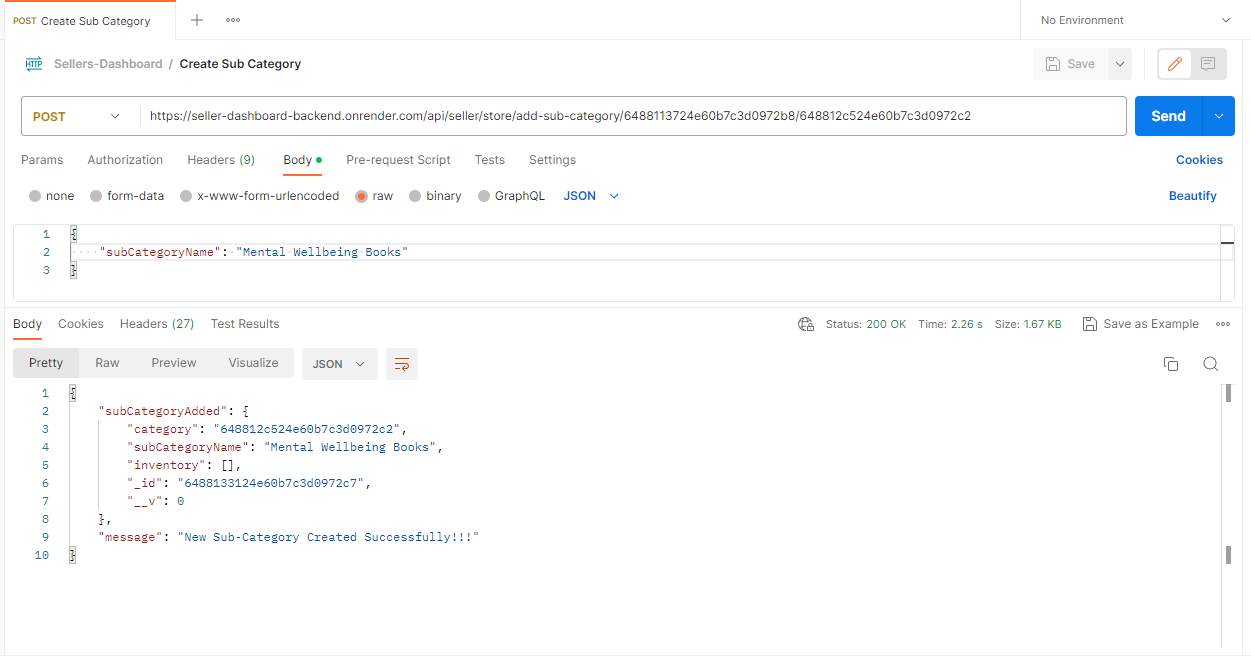 POST Create Sub Category
No Environment
HTTP Sellers-Dashboard / Create Sub Category
Save
POST https://seller-dashboard-backend.onrender.com/api/seller/store/add-sub-category/6488113724e60b7c3d0972b8/648812c524e60b7c3d0972c2
Send
Params Authorization Headers (9) Body Pre-request Script Tests Settings Cookies
none form-data x-www-form-urlencoded raw binary GraphQL JSON Beautify
1 {
2 "subCategoryName": "Mental Wellbeing Books"
3 }
Body Cookies Headers (27) Test Results Status: 200 OK Time: 2.26 s Size: 1.67 KB Save as Example
Pretty Raw Preview Visualize JSON
1 {
2 "subCategoryAdded": {
3 "category": "648812c524e60b7c3d0972c2",
4 "subCategoryName": "Mental Wellbeing Books",
5 "inventory": [],
6 "_id": "6488133124e60b7c3d0972c7",
7 "__v": 0
8 },
9 "message": "New Sub-Category Created Successfully!!!"
10 }